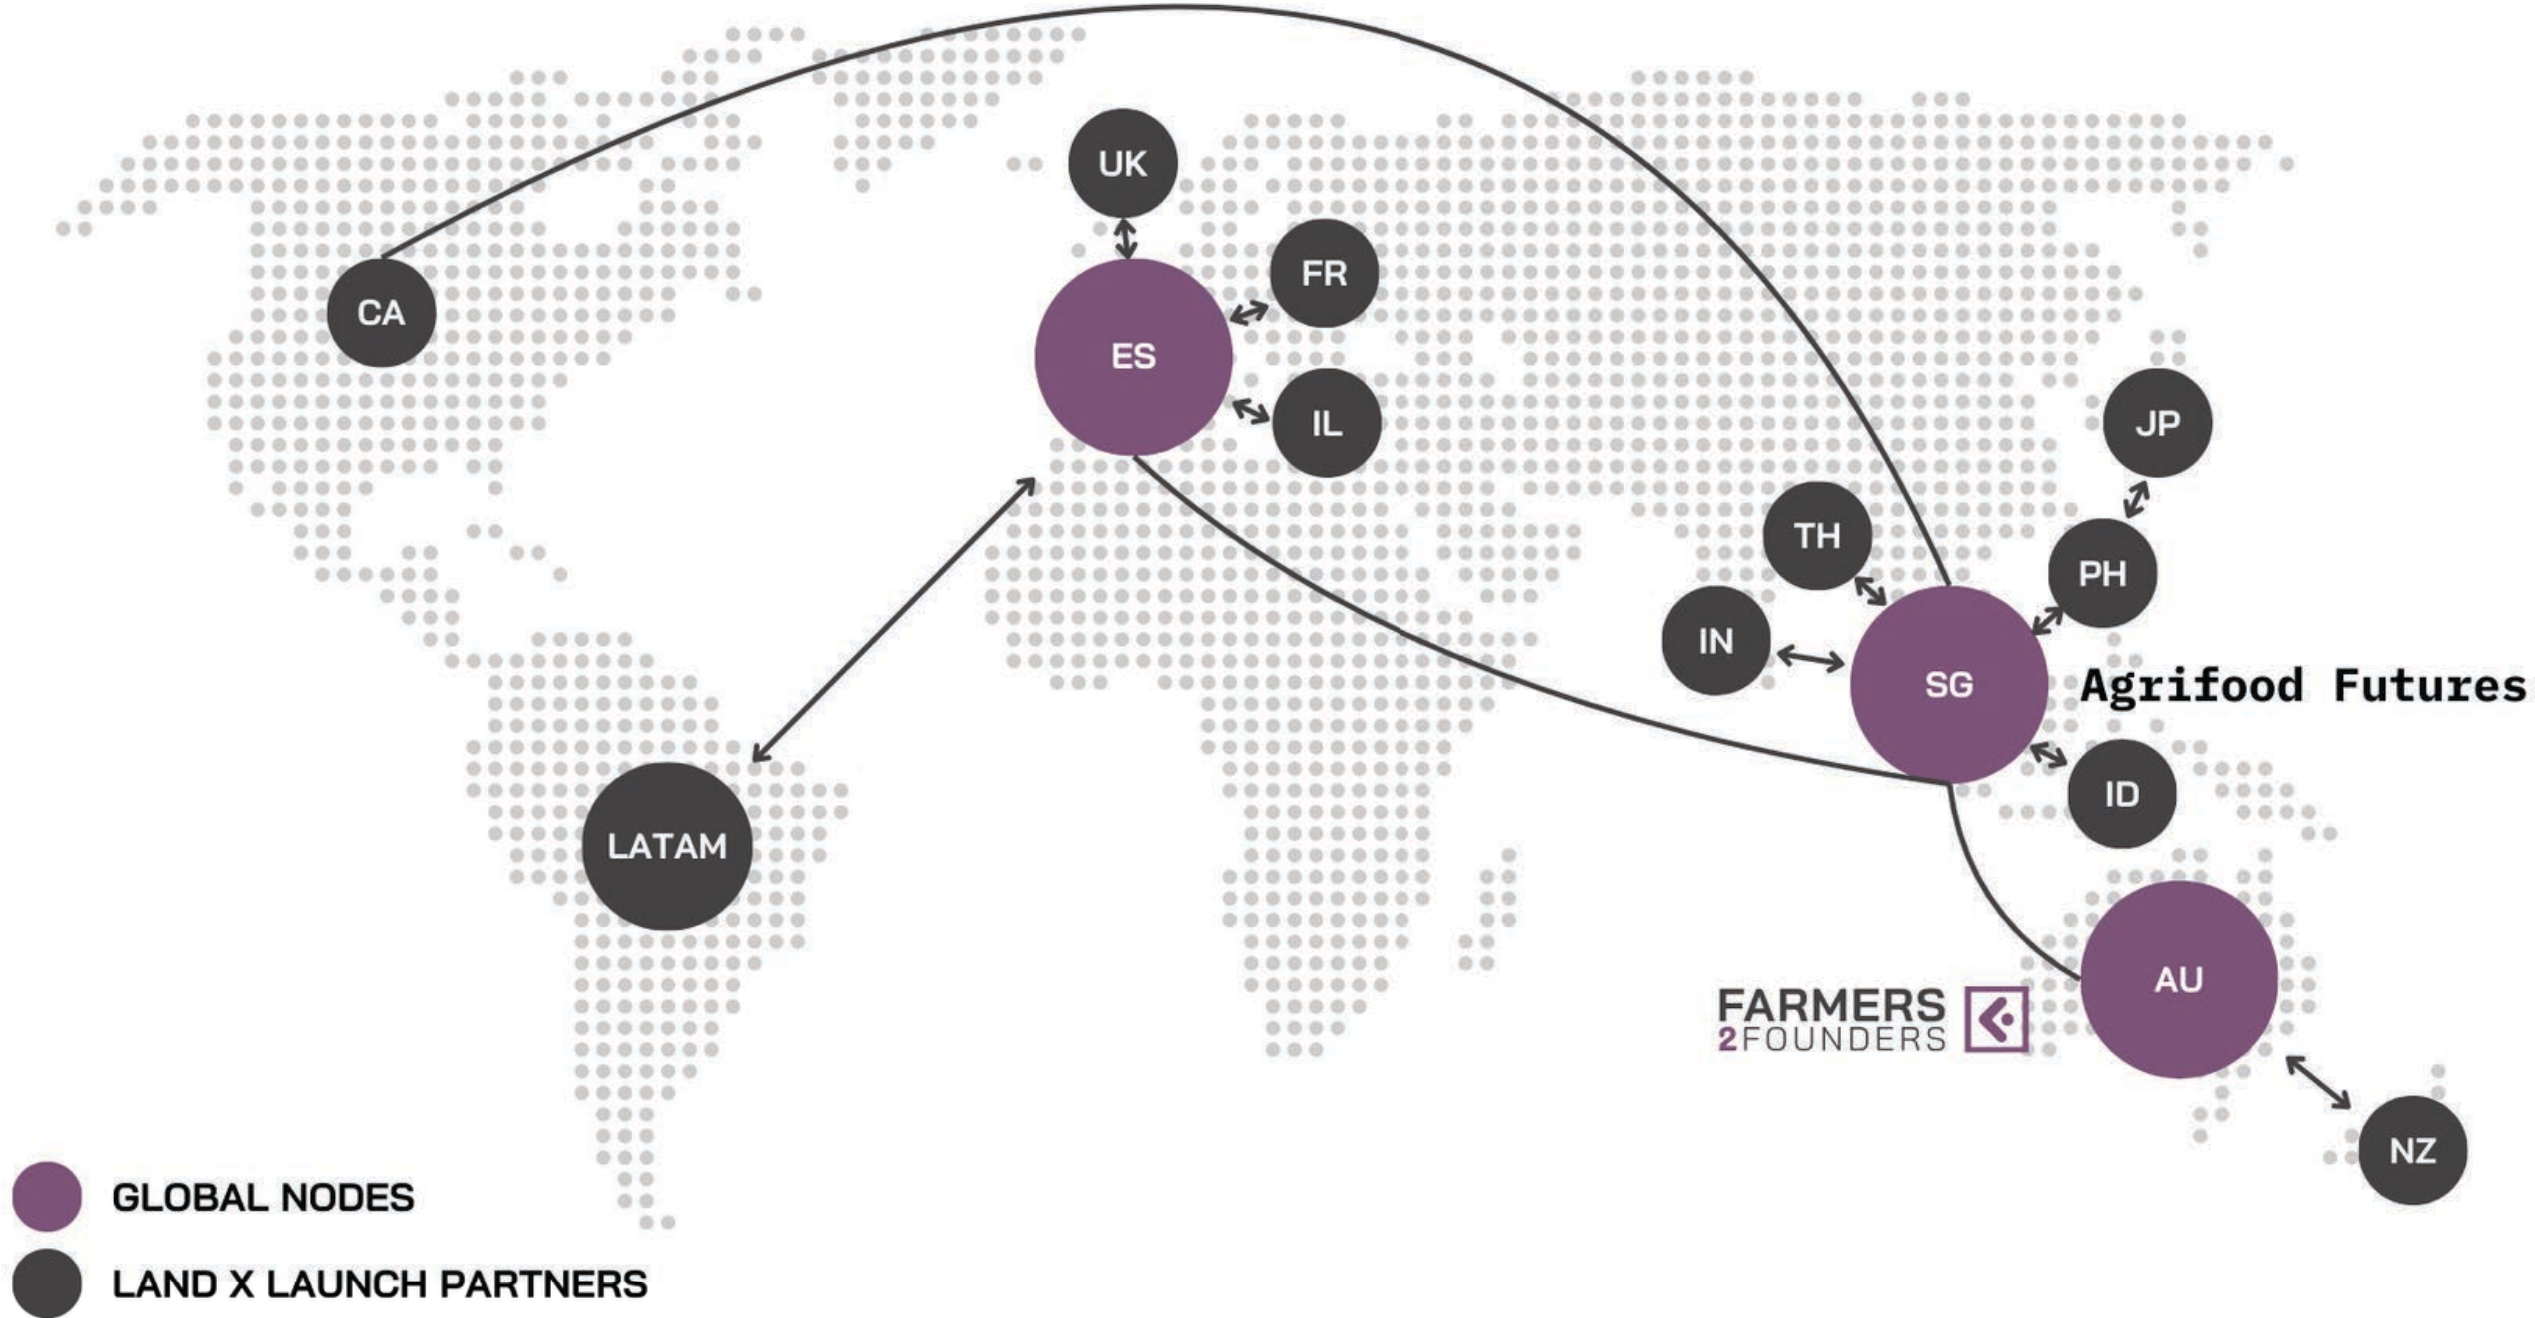 UK
FR
CA
ES
IL
JP
TH
PH
IN
SG
Agrifood Futures
ID
LATAM
AU
FARMERS
2FOUNDERS
NZ
GLOBAL NODES
LAND X LAUNCH PARTNERS